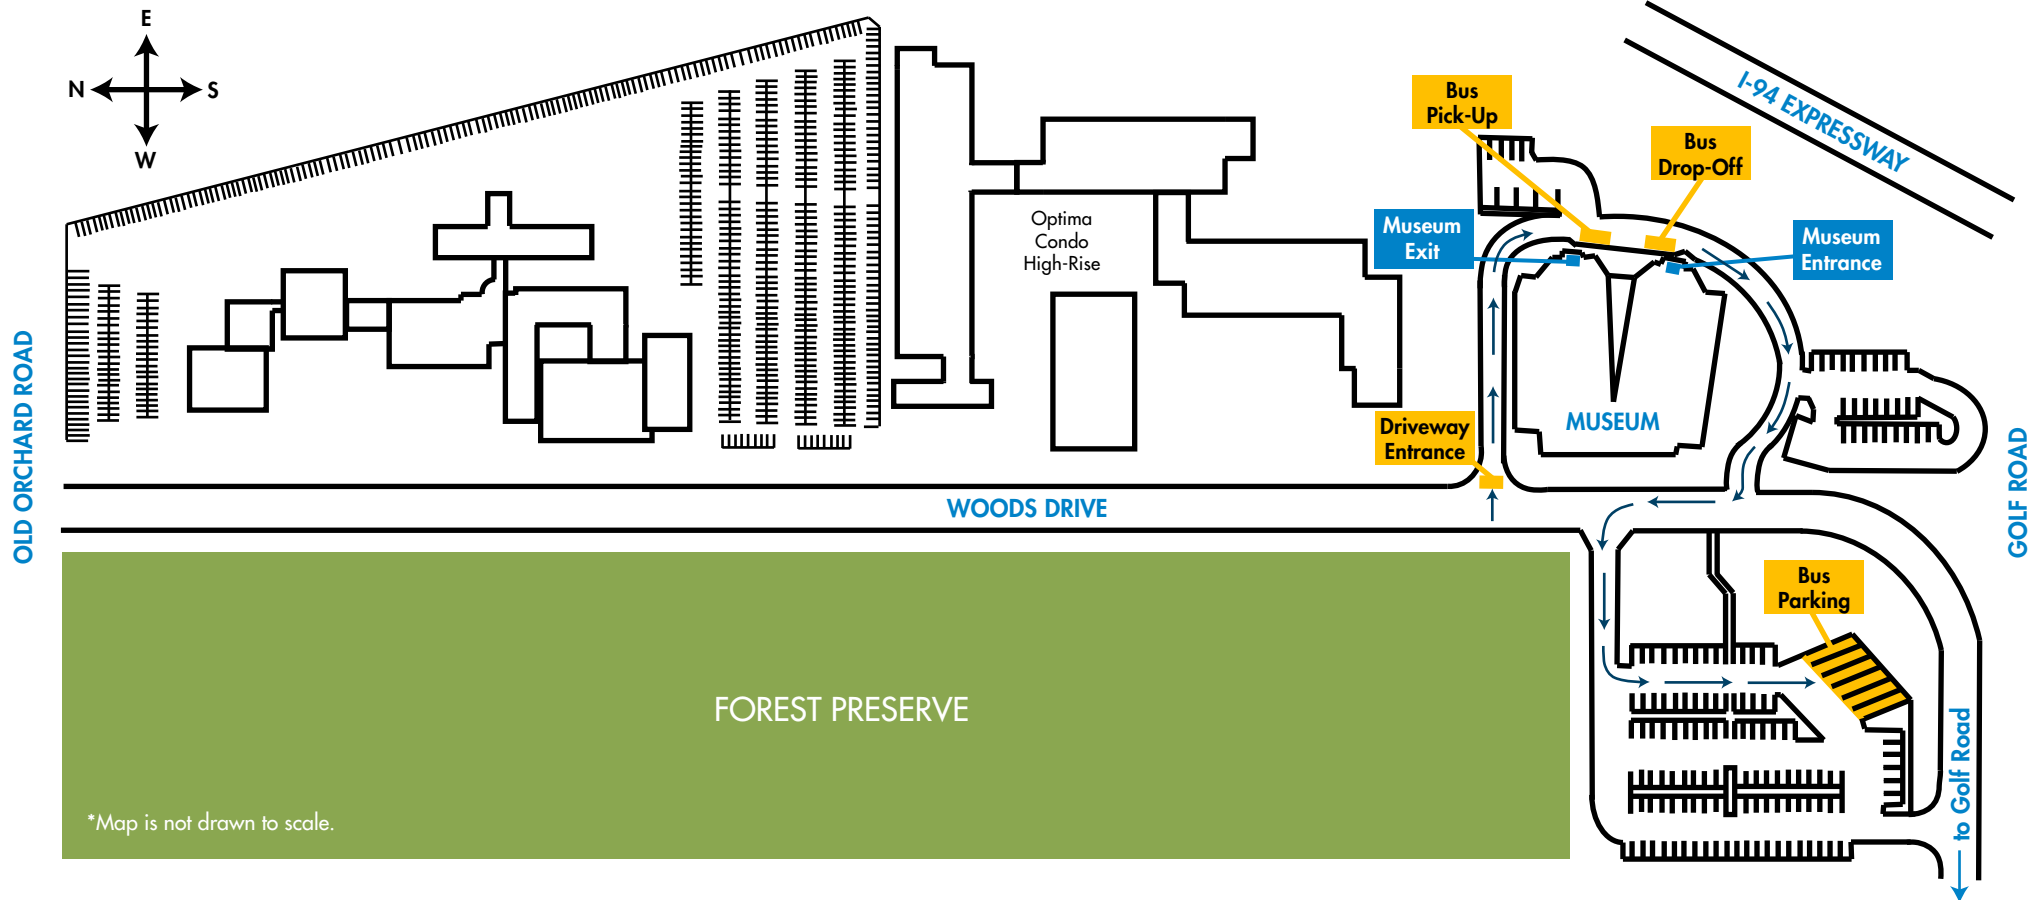 E
N
S
W
I-94 EXPRESSWAY
Bus
Pick-Up
Bus
Drop-Off
Museum
Exit
Museum
Entrance
Optima
Condo
High-Rise
MUSEUM
Driveway
Entrance
OLD ORCHARD ROAD
GOLF ROAD
WOODS DRIVE
Bus
Parking
FOREST PRESERVE
to Golf Road
*Map is not drawn to scale.